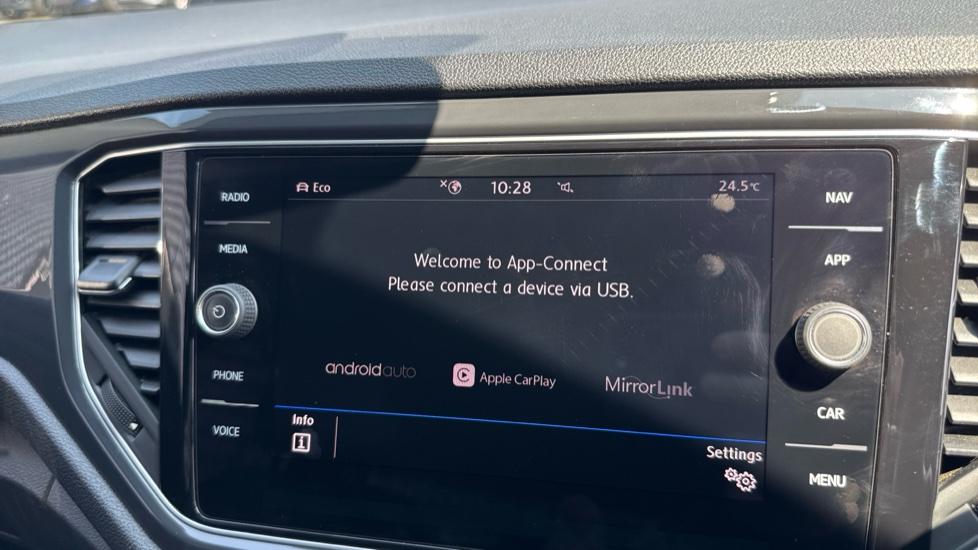 RADIO
MEDIA
PHONE
VOICE
Eco
10:28
24.5°C
Welcome to App-Connect
Please connect a device via USB.
androidauto
Apple CarPlay
MirrorLink
Info
i
Settings
NAV
APP
CAR
MENU